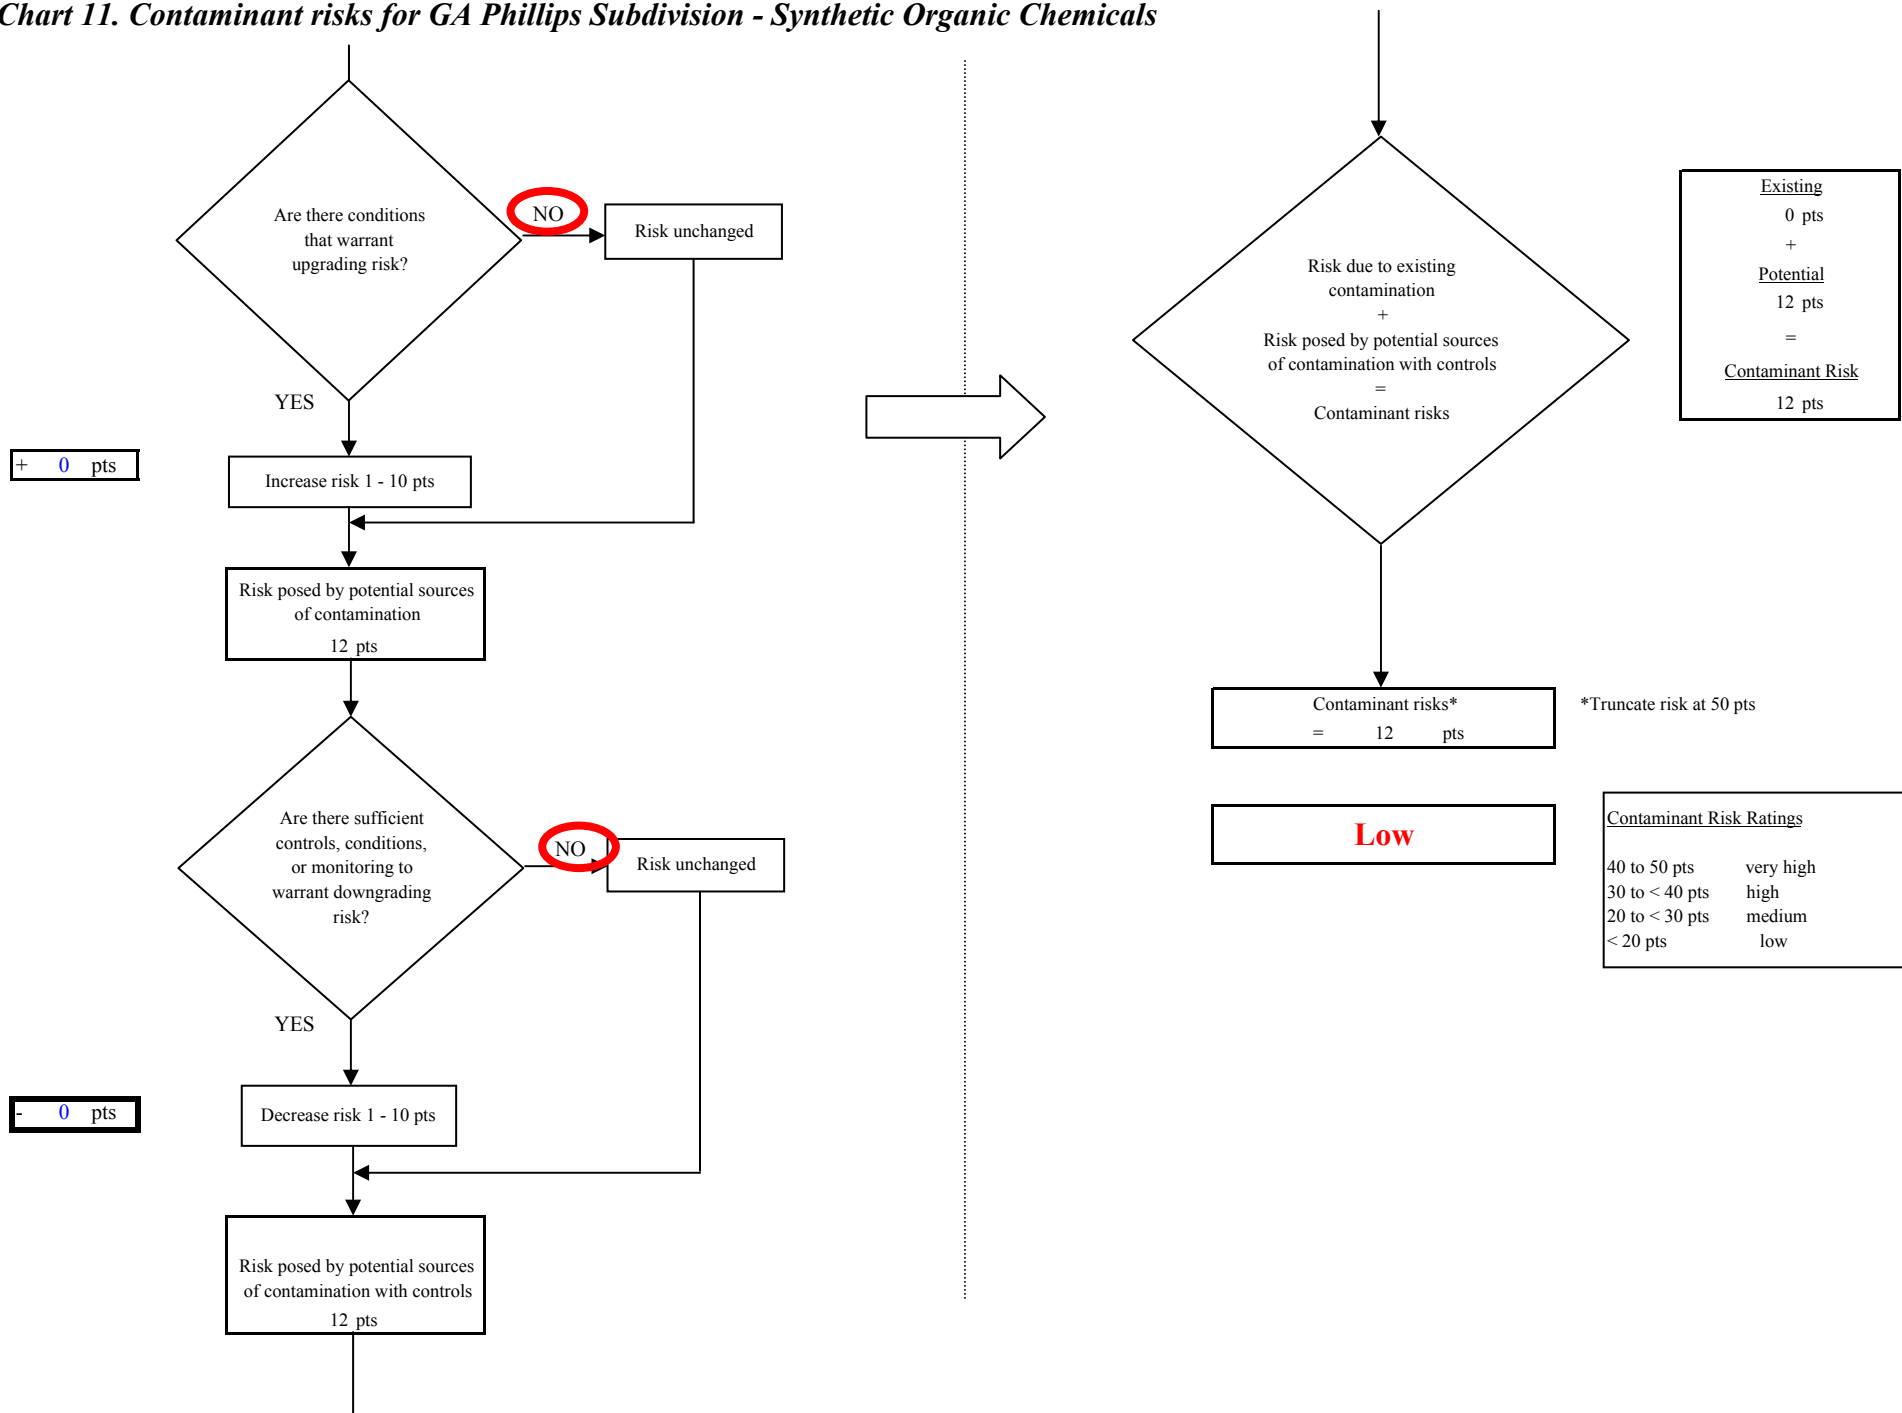 Chart 11. Contaminant risks for GA Phillips Subdivision - Synthetic Organic Chemicals
Are there conditions
that warrant
upgrading risk?
NO
Risk unchanged
YES
+ 0 pts
Increase risk 1 - 10 pts
Risk posed by potential sources
of contamination
12 pts
Are there sufficient
controls, conditions,
or monitoring to
warrant downgrading
risk?
NO
Risk unchanged
YES
- 0 pts
Decrease risk 1 - 10 pts
Risk posed by potential sources
of contamination with controls
12 pts
Risk due to existing
contamination
+
Risk posed by potential sources
of contamination with controls
=
Contaminant risks
Existing
0 pts
+
Potential
12 pts
=
Contaminant Risk
12 pts
Contaminant risks*
= 12 pts
*Truncate risk at 50 pts
Low
Contaminant Risk Ratings
40 to 50 pts very high
30 to < 40 pts high
20 to < 30 pts medium
< 20 pts low